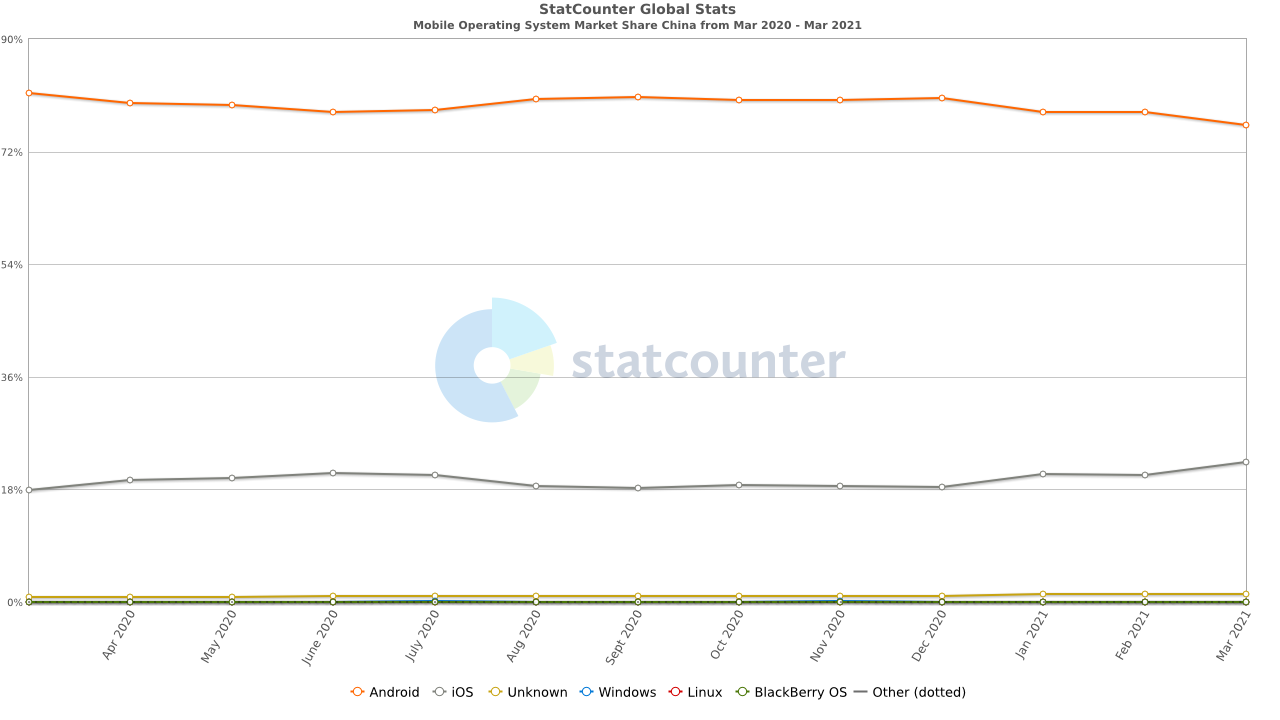 StatCounter Global Stats
Mobile Operating System Market Share China from Mar 2020 - Mar 2021
90%
72%
54%
36%
18%
0%
statcounter
Apr 2020
May 2020
June 2020
July 2020
Aug 2020
Sept 2020
Oct 2020
Nov 2020
Dec 2020
Jan 2021
Feb 2021
Mar 2021
Android iOS Unknown Windows Linux BlackBerry OS Other (dotted)